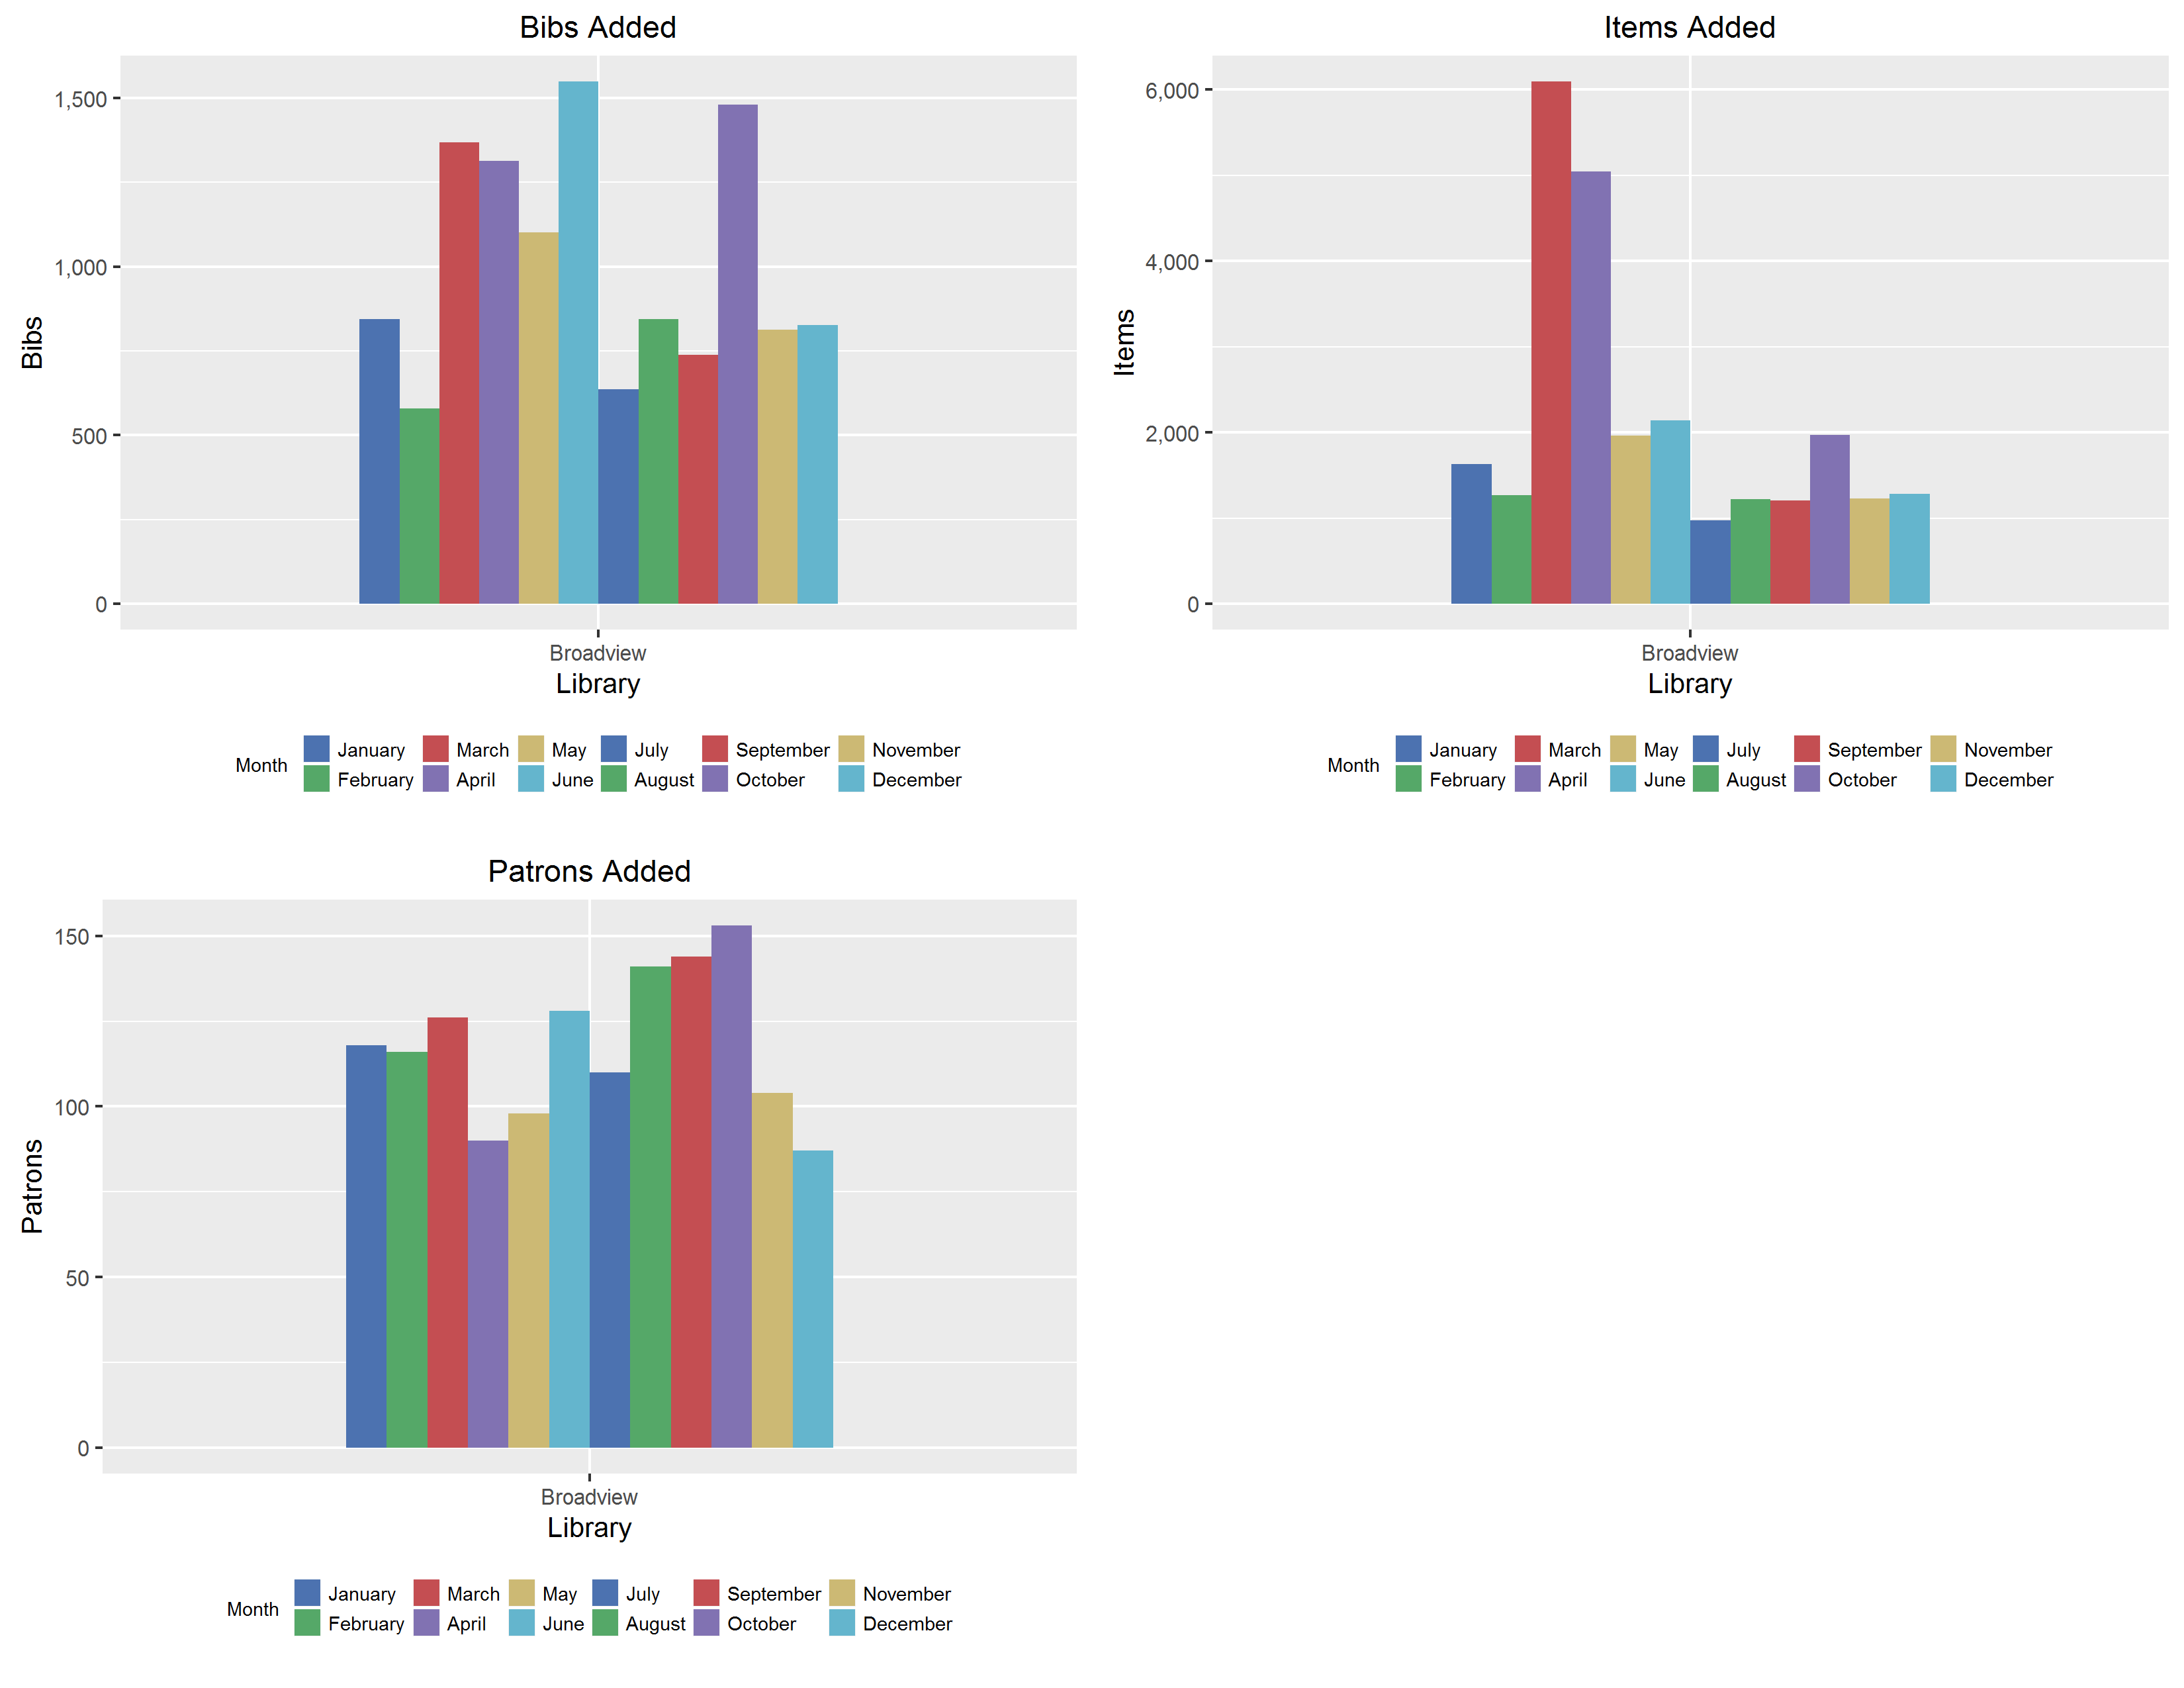 Bibs Added
1,500
1,000
500
0
Bibs
Broadview
Library
Month
January March May July September November
February April June August October December
Items Added
6,000
4,000
2,000
0
Items
Broadview
Library
Month
January March May July September November
February April June August October December
Patrons Added
150
100
50
0
Patrons
Broadview
Library
Month
January March May July September November
February April June August October December